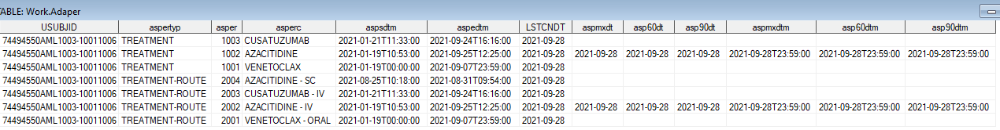 TABLE: Work.Adaper
USUBJID aspertyp asper asperc aspsdtm aspedtm LSTCNDT aspmxdt asp60dt asp90dt aspmxdtm asp60dtm asp90dtm
74494550AML1003-10011006 TREATMENT 1003 CUSATUZUMAB 2021-01-21T11:33:00 2021-09-24T16:16:00 2021-09-28
74494550AML1003-10011006 TREATMENT 1002 AZACITIDINE 2021-01-19T10:53:00 2021-09-25T12:25:00 2021-09-28 2021-09-28 2021-09-28 2021-09-28 2021-09-28T23:59:00 2021-09-28T23:59:00 2021-09-28T23:59:00
74494550AML1003-10011006 TREATMENT 1001 VENETOCLAX 2021-01-19T00:00:00 2021-09-07T23:59:00 2021-09-28
74494550AML1003-10011006 TREATMENT-ROUTE 2004 AZACITIDINE - SC 2021-08-25T10:18:00 2021-08-31T09:54:00 2021-09-28
74494550AML1003-10011006 TREATMENT-ROUTE 2003 CUSATUZUMAB - IV 2021-01-21T11:33:00 2021-09-24T16:16:00 2021-09-28
74494550AML1003-10011006 TREATMENT-ROUTE 2002 AZACITIDINE - IV 2021-01-19T10:53:00 2021-09-25T12:25:00 2021-09-28 2021-09-28 2021-09-28 2021-09-28 2021-09-28T23:59:00 2021-09-28T23:59:00 2021-09-28T23:59:00
74494550AML1003-10011006 TREATMENT-ROUTE 2001 VENETOCLAX - ORAL 2021-01-19T00:00:00 2021-09-07T23:59:00 2021-09-28